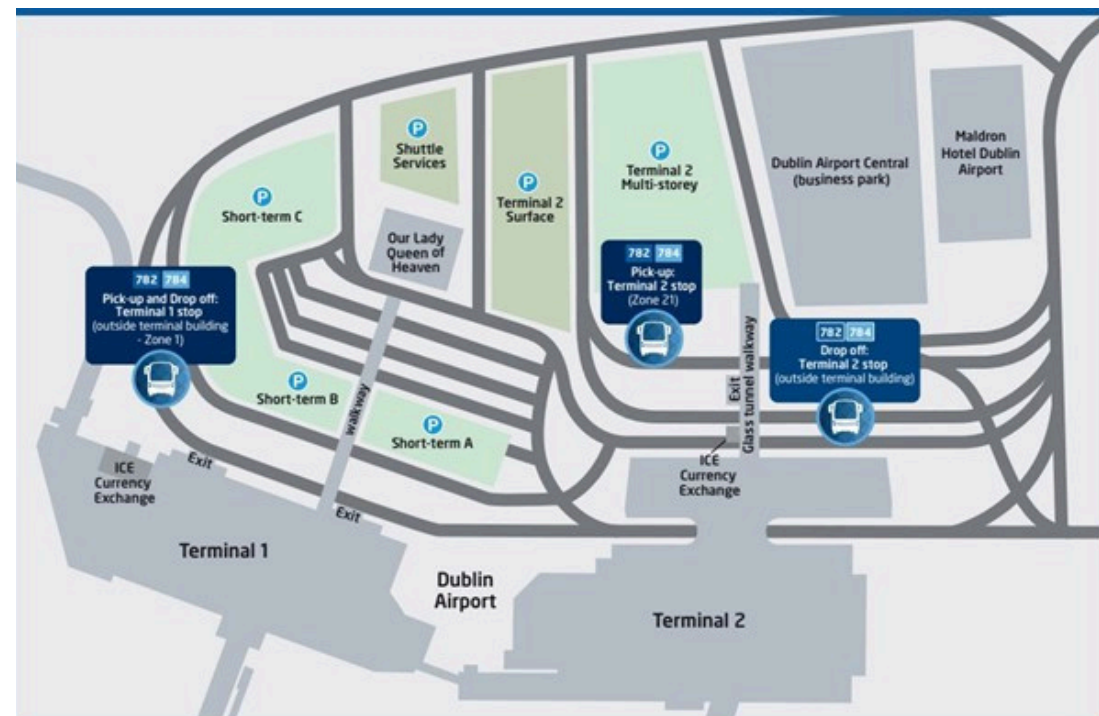 P
Shuttle
Services
P
Short-term C
P
Terminal 2
Surface
P
Terminal 2
Multi-storey
Dublin Airport Central
(business park)
Maldron
Hotel Dublin
Airport
Our Lady
Queen of
Heaven
782 784
Pick-up and Drop off:
Terminal 1 stop
(outside terminal building
- Zone 1)
782 784
Pick-up:
Terminal 2 stop
(Zone 21)
782 784
Drop off:
Terminal 2 stop
(outside terminal building)
P
Short-term B
walkway
P
Short-term A
Exit
Glass tunnel walkway
ICE
Currency
Exchange
Exit
Exit
ICE
Currency
Exchange
Terminal 1
Dublin
Airport
Terminal 2